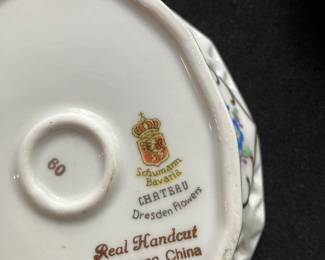 Schumann
Bavaria
CHATEAU
Dresden Flowers
60
Real Handcut
China